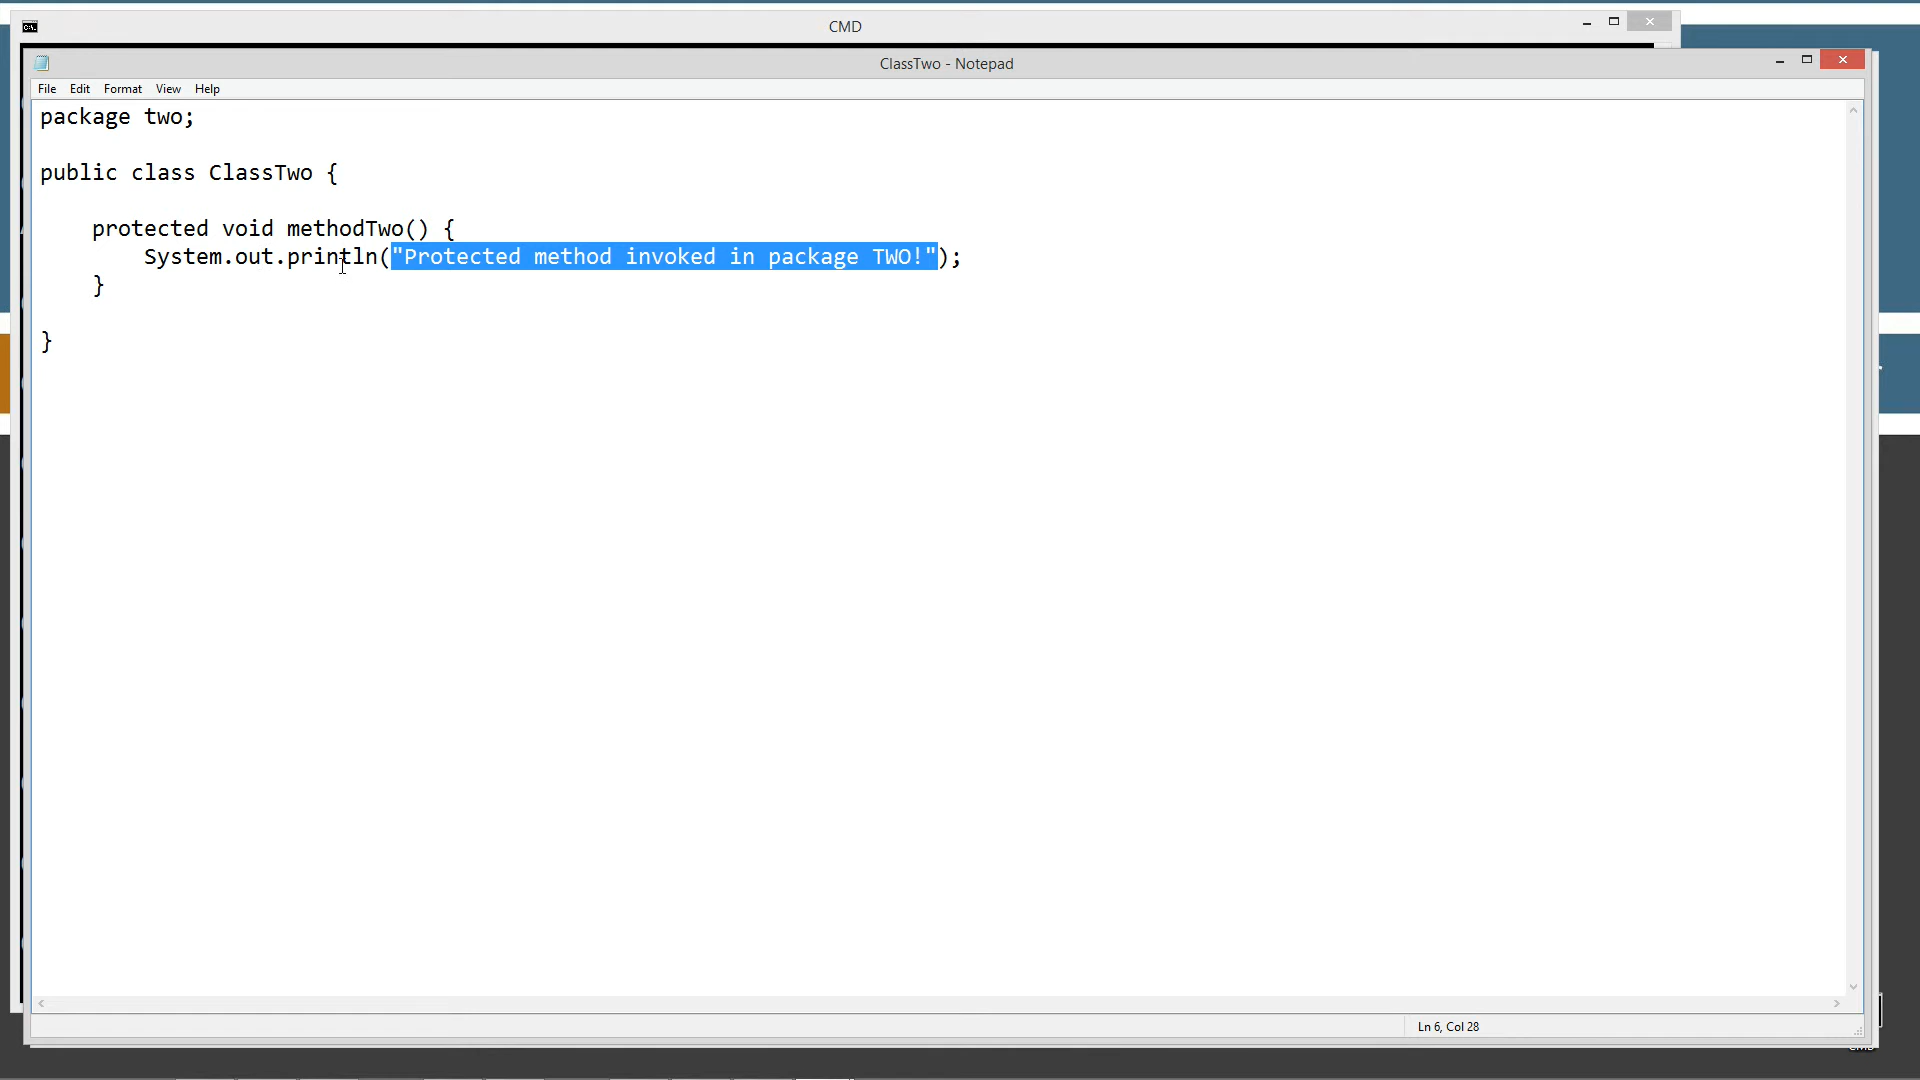 CMD
ClassTwo - Notepad
File Edit Format View Help
package two;
public class ClassTwo {
protected void methodTwo() {
System.out.println("Protected method invoked in package TWO!");
}
}
Ln 6, Col 28